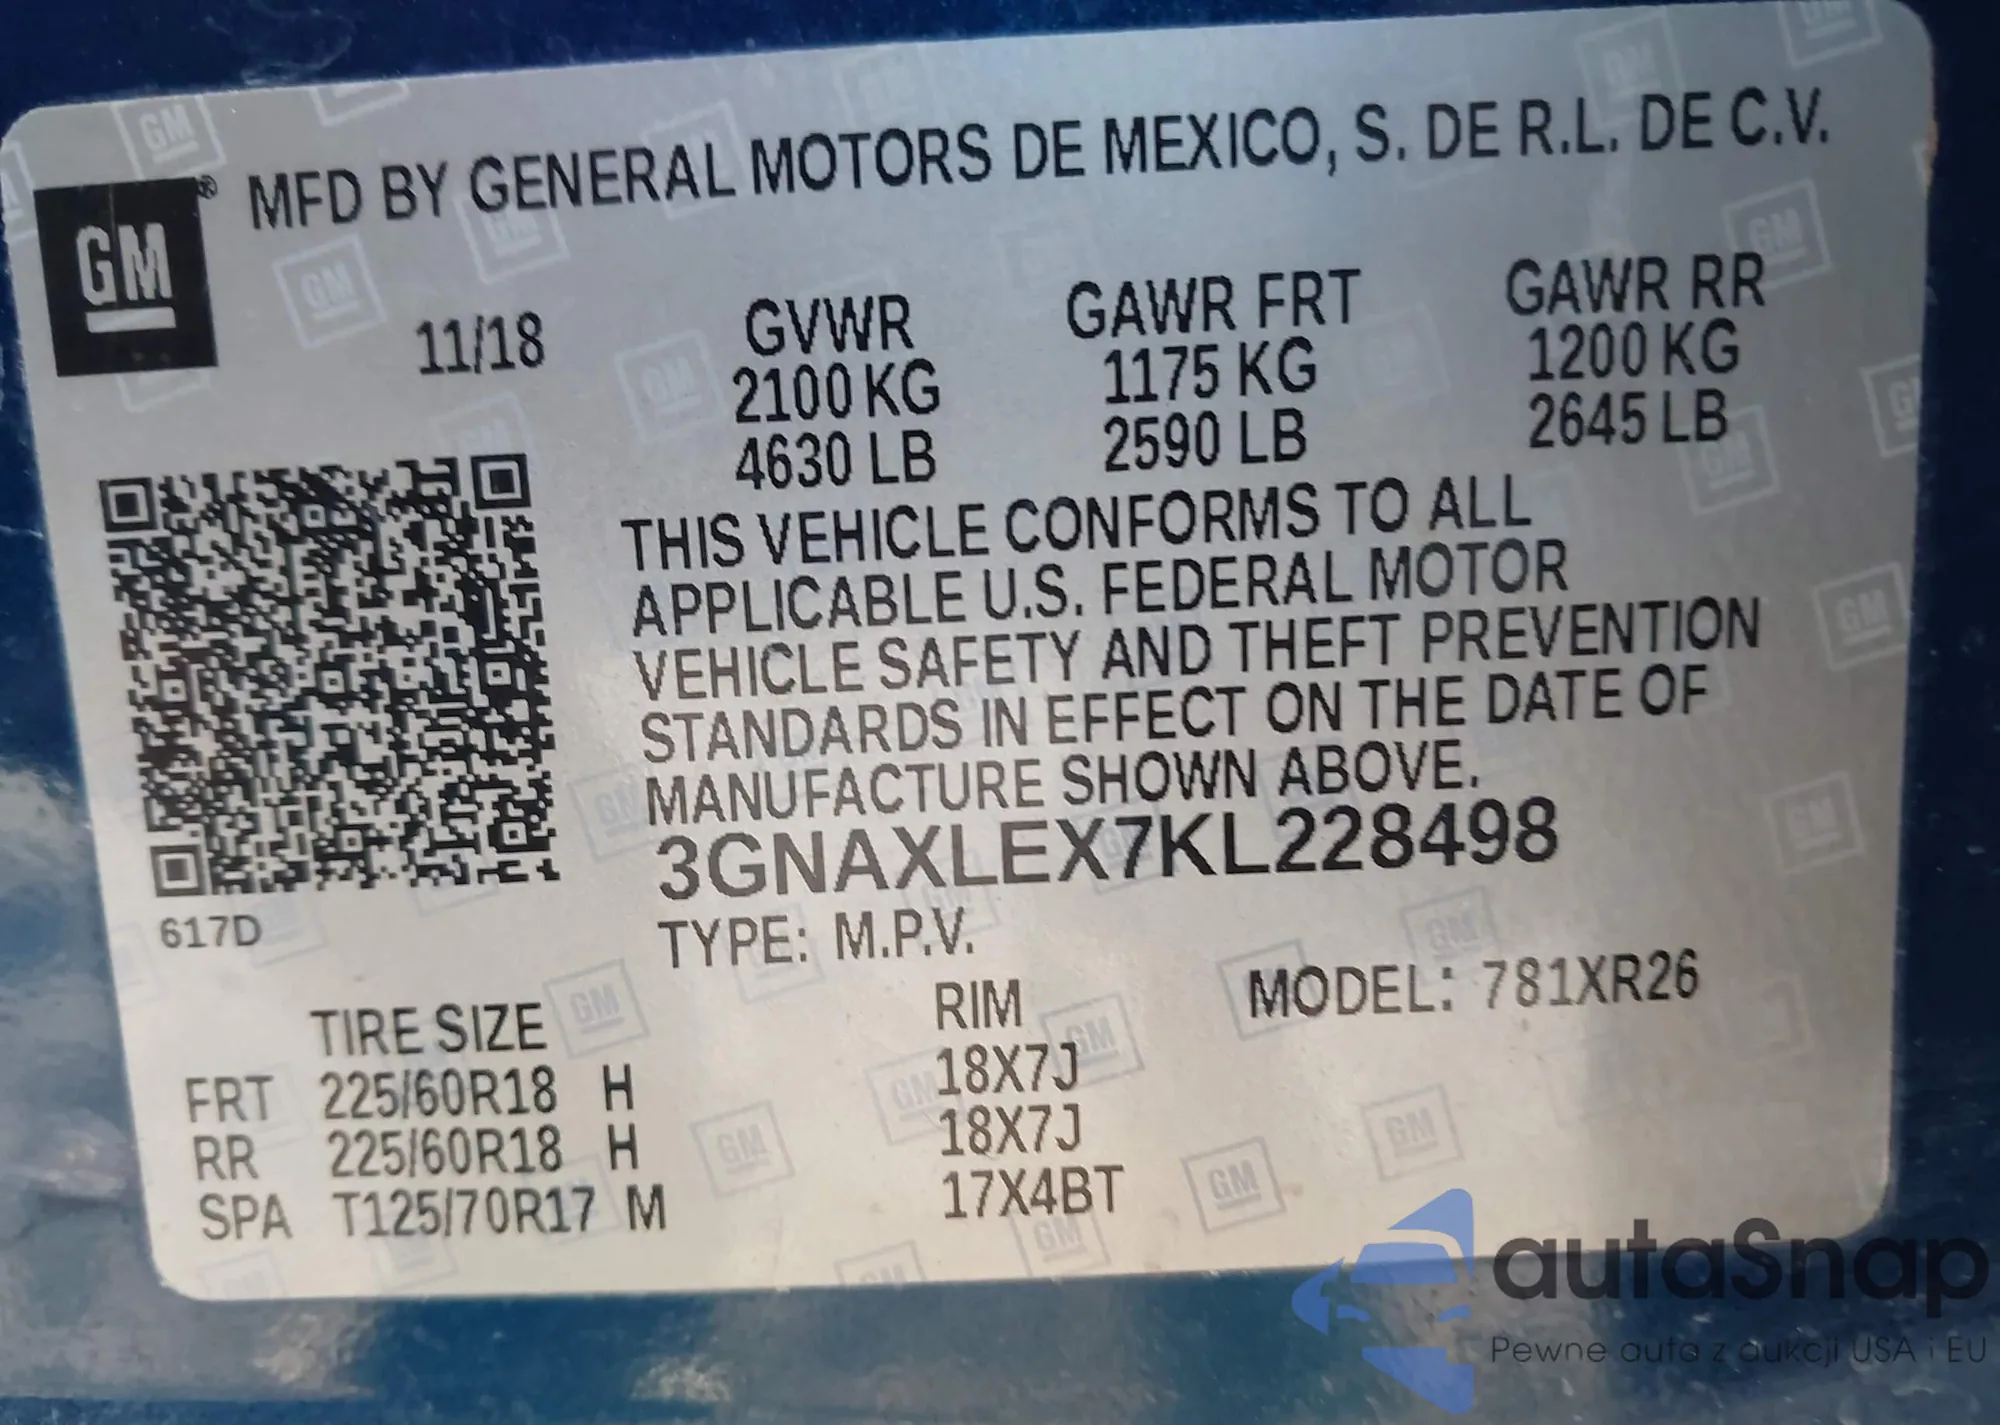 GM ® MFD BY GENERAL MOTORS DE MEXICO, S. DE R.L. DE C.V.
11/18 GVWR GAWR FRT GAWR RR
2100 KG 1175 KG 1200 KG
4630 LB 2590 LB 2645 LB
THIS VEHICLE CONFORMS TO ALL
APPLICABLE U.S. FEDERAL MOTOR
VEHICLE SAFETY AND THEFT PREVENTION
STANDARDS IN EFFECT ON THE DATE OF
MANUFACTURE SHOWN ABOVE.
3GNAXLEX7KL228498
617D
TYPE: M.P.V.
MODEL: 781XR26
TIRE SIZE RIM
FRT 225/60R18 H 18X7J
RR 225/60R18 H 18X7J
SPA T125/70R17 M 17X4BT
autaSnap
Pewne auta z aukcji USA i EU